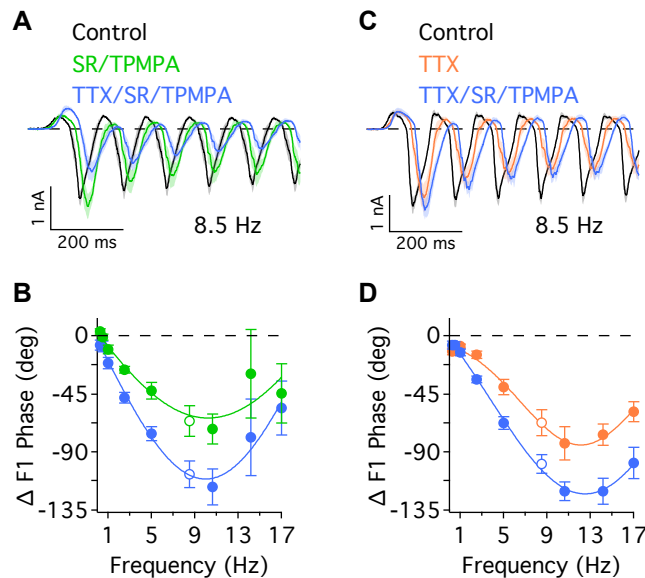 A
Control
SR/TPMPA
TTX/SR/TPMPA
1 nA
200 ms
8.5 Hz
C
Control
TTX
TTX/SR/TPMPA
1 nA
200 ms
8.5 Hz
B
0
-45
-90
-135
Δ F1 Phase (deg)
1 5 9 13 17
Frequency (Hz)
D
0
-45
-90
-135
Δ F1 Phase (deg)
1 5 9 13 17
Frequency (Hz)